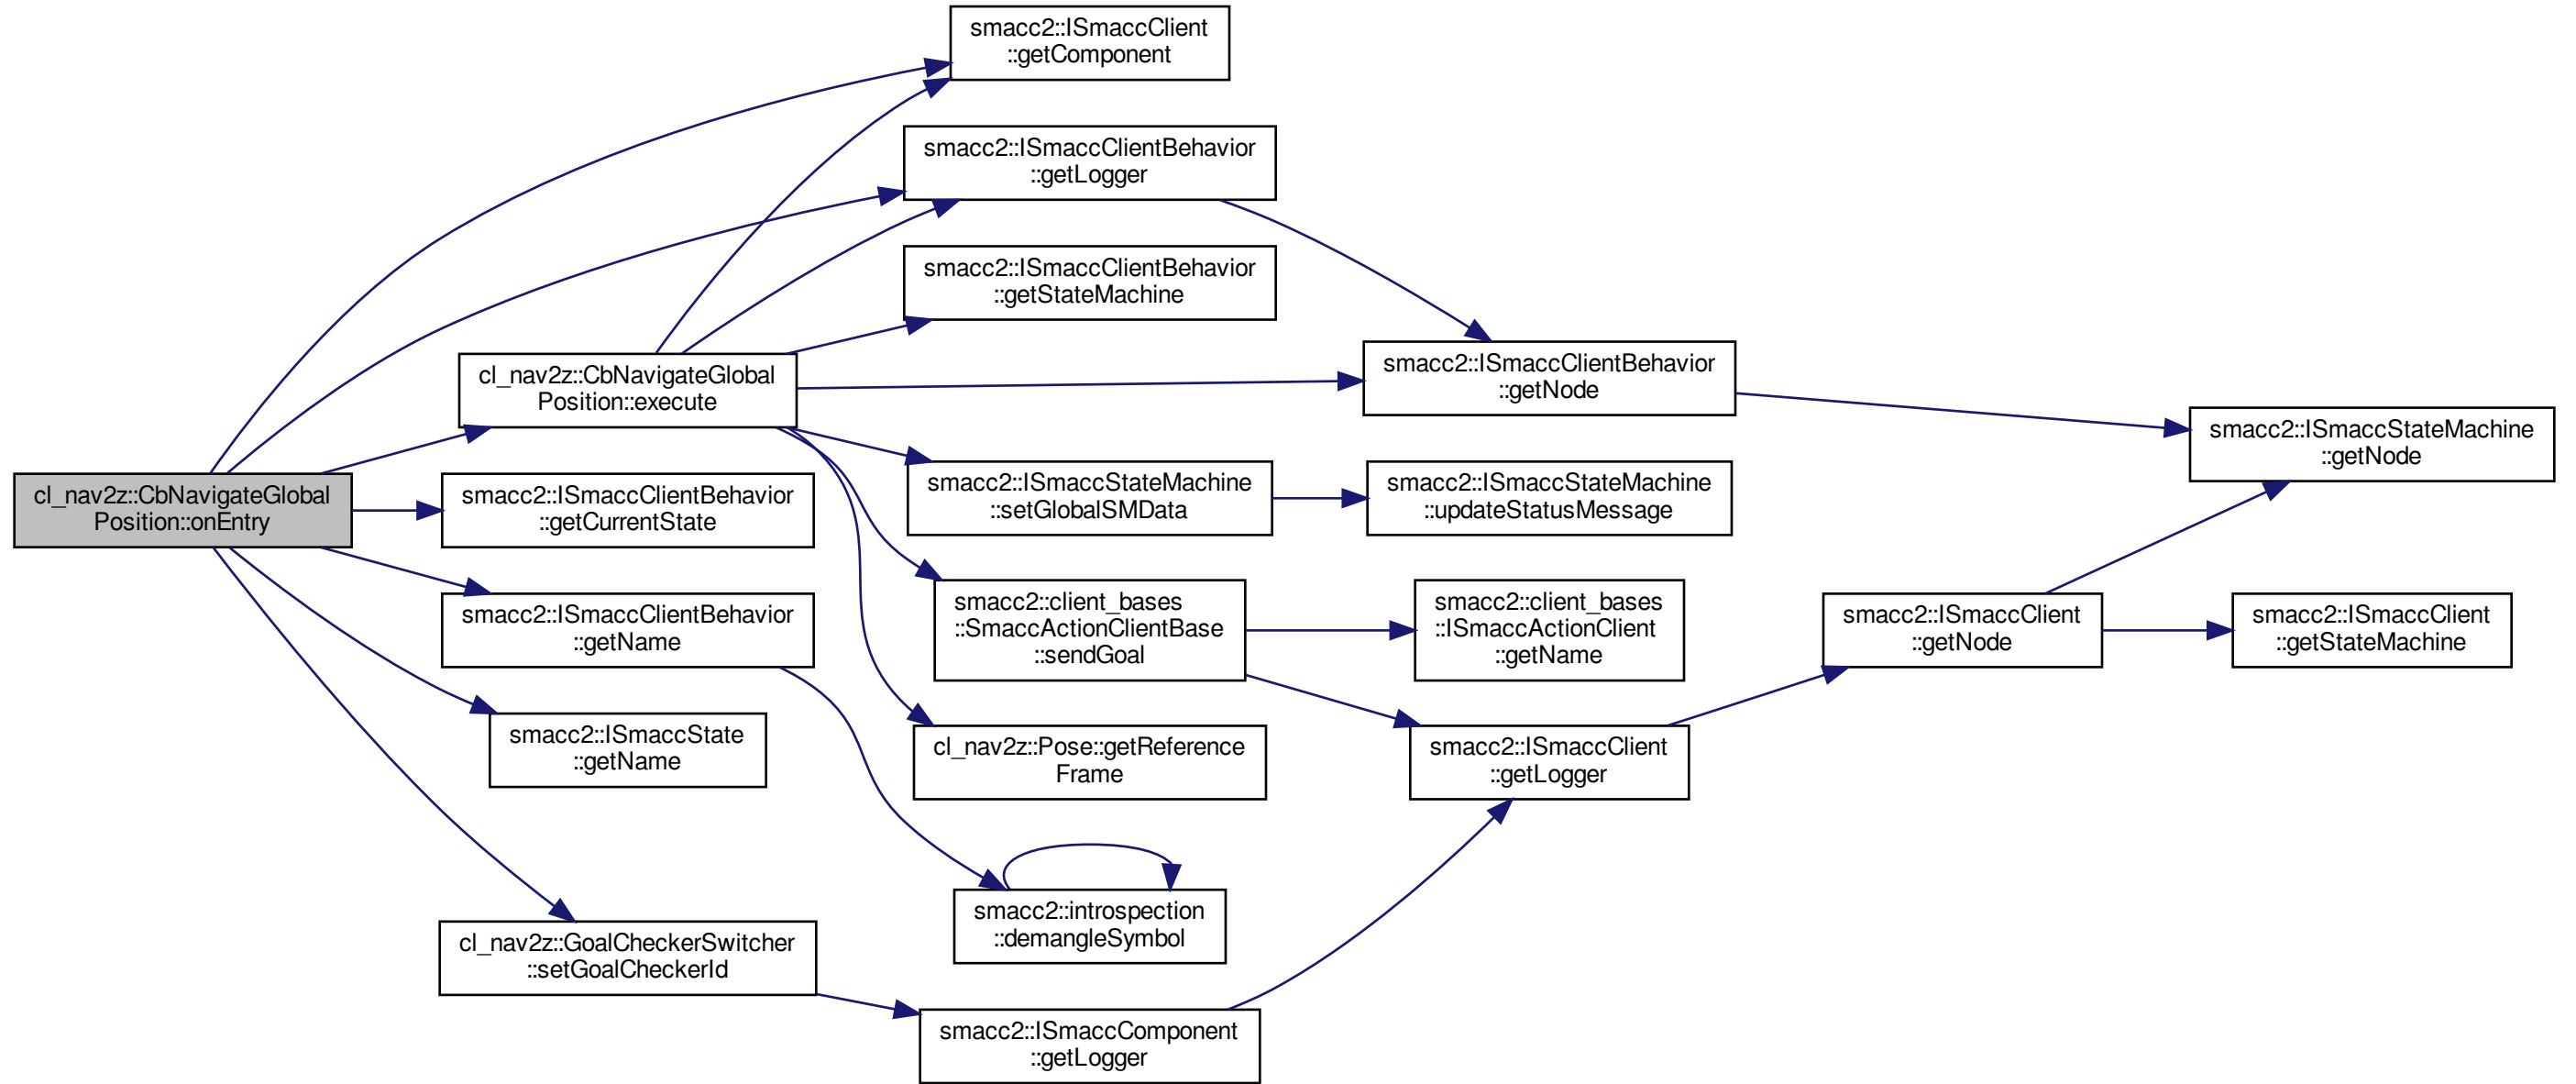 smacc2::ISmaccClient
::getComponent
smacc2::ISmaccClientBehavior
::getLogger
smacc2::ISmaccClientBehavior
::getStateMachine
cl_nav2z::CbNavigateGlobal
Position::execute
smacc2::ISmaccClientBehavior
::getNode
smacc2::ISmaccStateMachine
::getNode
cl_nav2z::CbNavigateGlobal
Position::onEntry
smacc2::ISmaccClientBehavior
::getCurrentState
smacc2::ISmaccStateMachine
::setGlobalSMData
smacc2::ISmaccStateMachine
::updateStatusMessage
smacc2::ISmaccClientBehavior
::getName
smacc2::client_bases
::SmaccActionClientBase
::sendGoal
smacc2::client_bases
::ISmaccActionClient
::getName
smacc2::ISmaccClient
::getNode
smacc2::ISmaccClient
::getStateMachine
smacc2::ISmaccState
::getName
cl_nav2z::Pose::getReference
Frame
smacc2::ISmaccClient
::getLogger
smacc2::introspection
::demangleSymbol
cl_nav2z::GoalCheckerSwitcher
::setGoalCheckerId
smacc2::ISmaccComponent
::getLogger